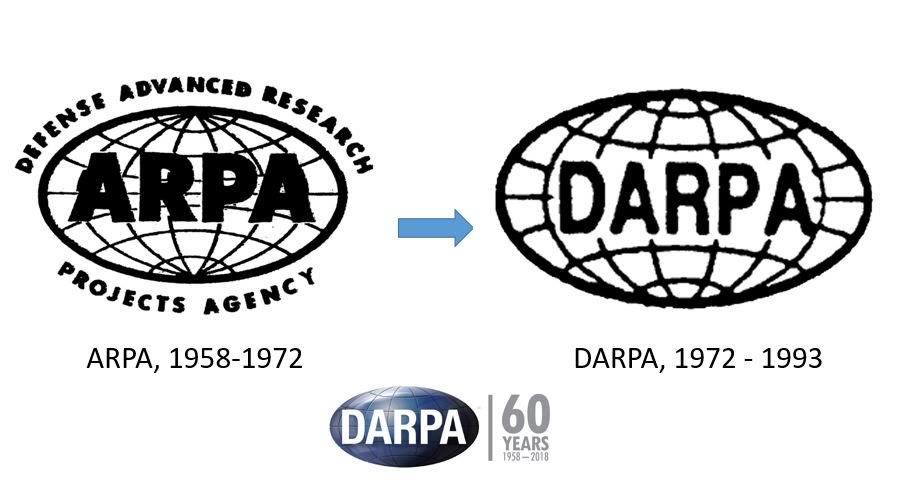 DEFENSE ADVANCED RESEARCH
ARPA
PROJECTS AGENCY
DARPA
ARPA, 1958-1972
DARPA, 1972 - 1993
DARPA
60
YEARS
1958–2018